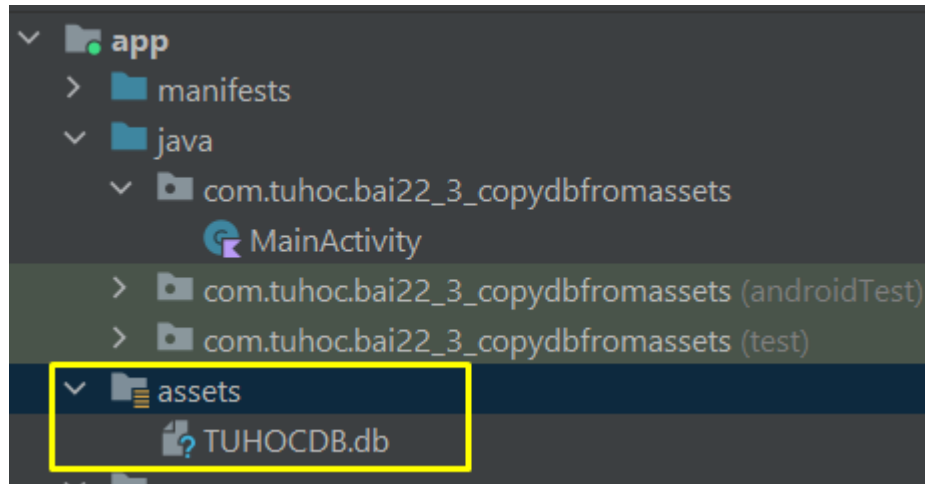 app
manifests
java
com.tuhoc.bai22_3_copydbfromassets
MainActivity
com.tuhoc.bai22_3_copydbfromassets (androidTest)
com.tuhoc.bai22_3_copydbfromassets (test)
assets
TUHOCDB.db